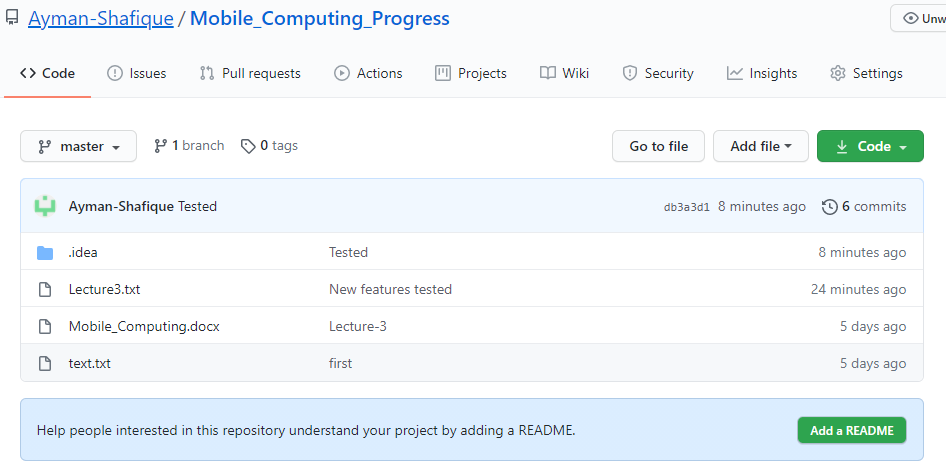 Ayman-Shafique / Mobile_Computing_Progress Unw
Code Issues Pull requests Actions Projects Wiki Security Insights Settings
master 1 branch 0 tags Go to file Add file Code
Ayman-Shafique Tested db3a3d1 8 minutes ago 6 commits
.idea Tested 8 minutes ago
Lecture3.txt New features tested 24 minutes ago
Mobile_Computing.docx Lecture-3 5 days ago
text.txt first 5 days ago
Help people interested in this repository understand your project by adding a README. Add a README